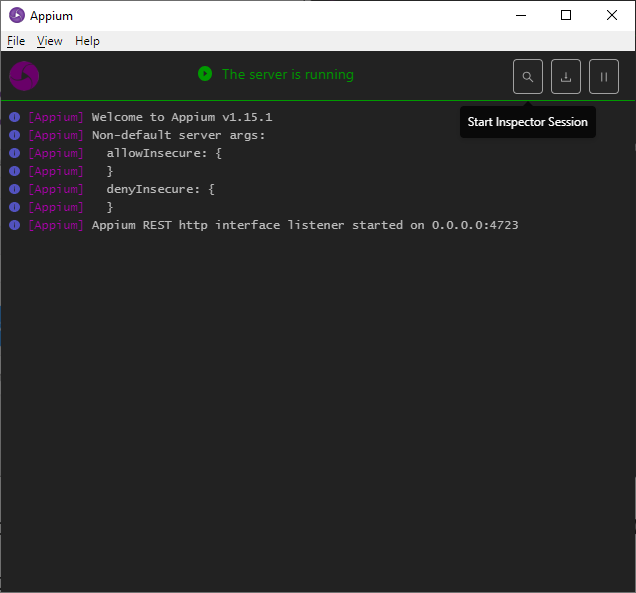 Appium
File View Help
The server is running
Start Inspector Session
[Appium] Welcome to Appium v1.15.1
[Appium] Non-default server args:
[Appium]   allowInsecure: {
[Appium]   }
[Appium]   denyInsecure: {
[Appium]   }
[Appium] Appium REST http interface listener started on 0.0.0.0:4723